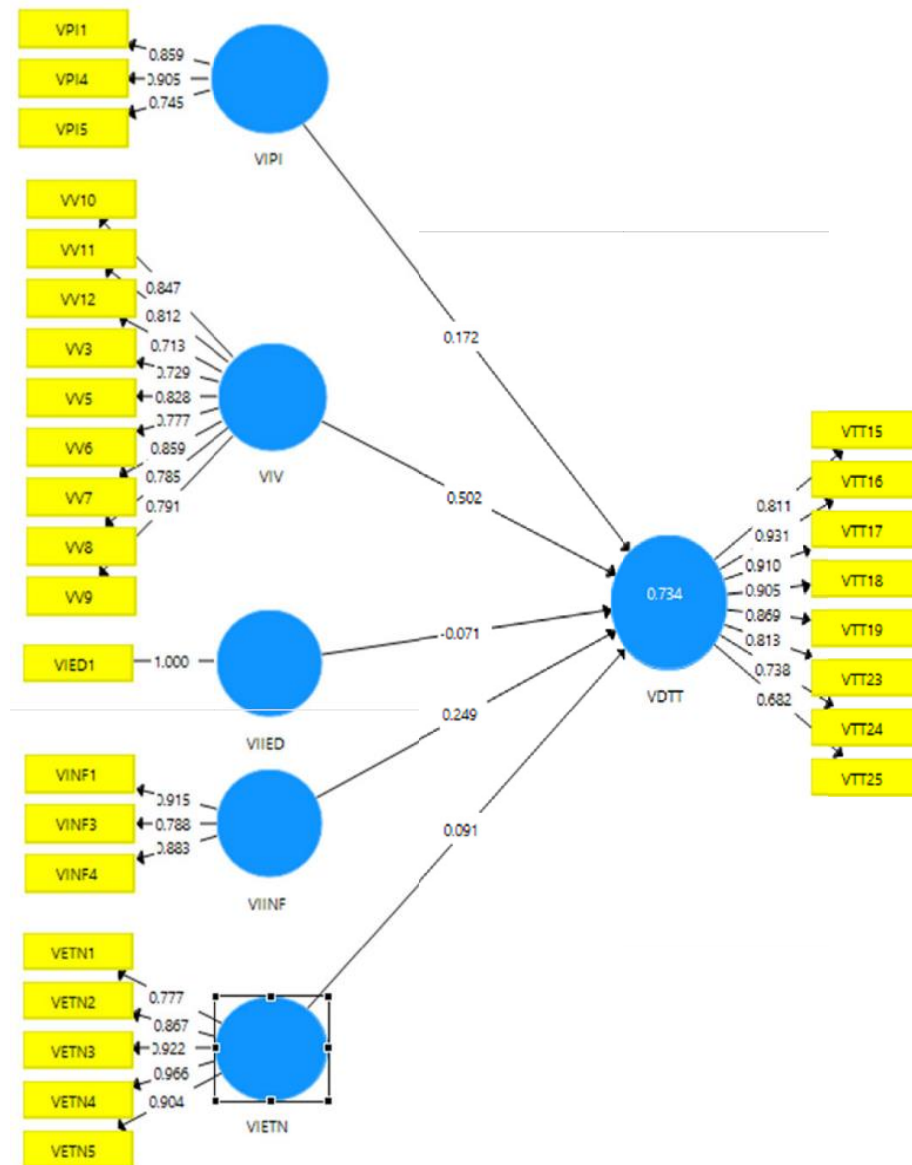 VPI1
0.859
VPI4
0.905
VPI5
0.745
VIPI
VV10
VV11
VV12
VV3
VV5
VV6
VV7
VV8
VV9
0.847
0.812
0.713
0.729
0.828
0.777
0.859
0.785
0.791
VIV
VIED1
1.000
VIIED
VINF1
0.915
VINF3
0.788
VINF4
0.883
VIINF
VETN1
VETN2
VETN3
VETN4
VETN5
0.777
0.867
0.922
0.966
0.904
VIETN
0.172
0.502
-0.071
0.249
0.091
0.734
VDTT
0.811
0.931
0.910
0.905
0.869
0.813
0.738
0.682
VTT15
VTT16
VTT17
VTT18
VTT19
VTT23
VTT24
VTT25